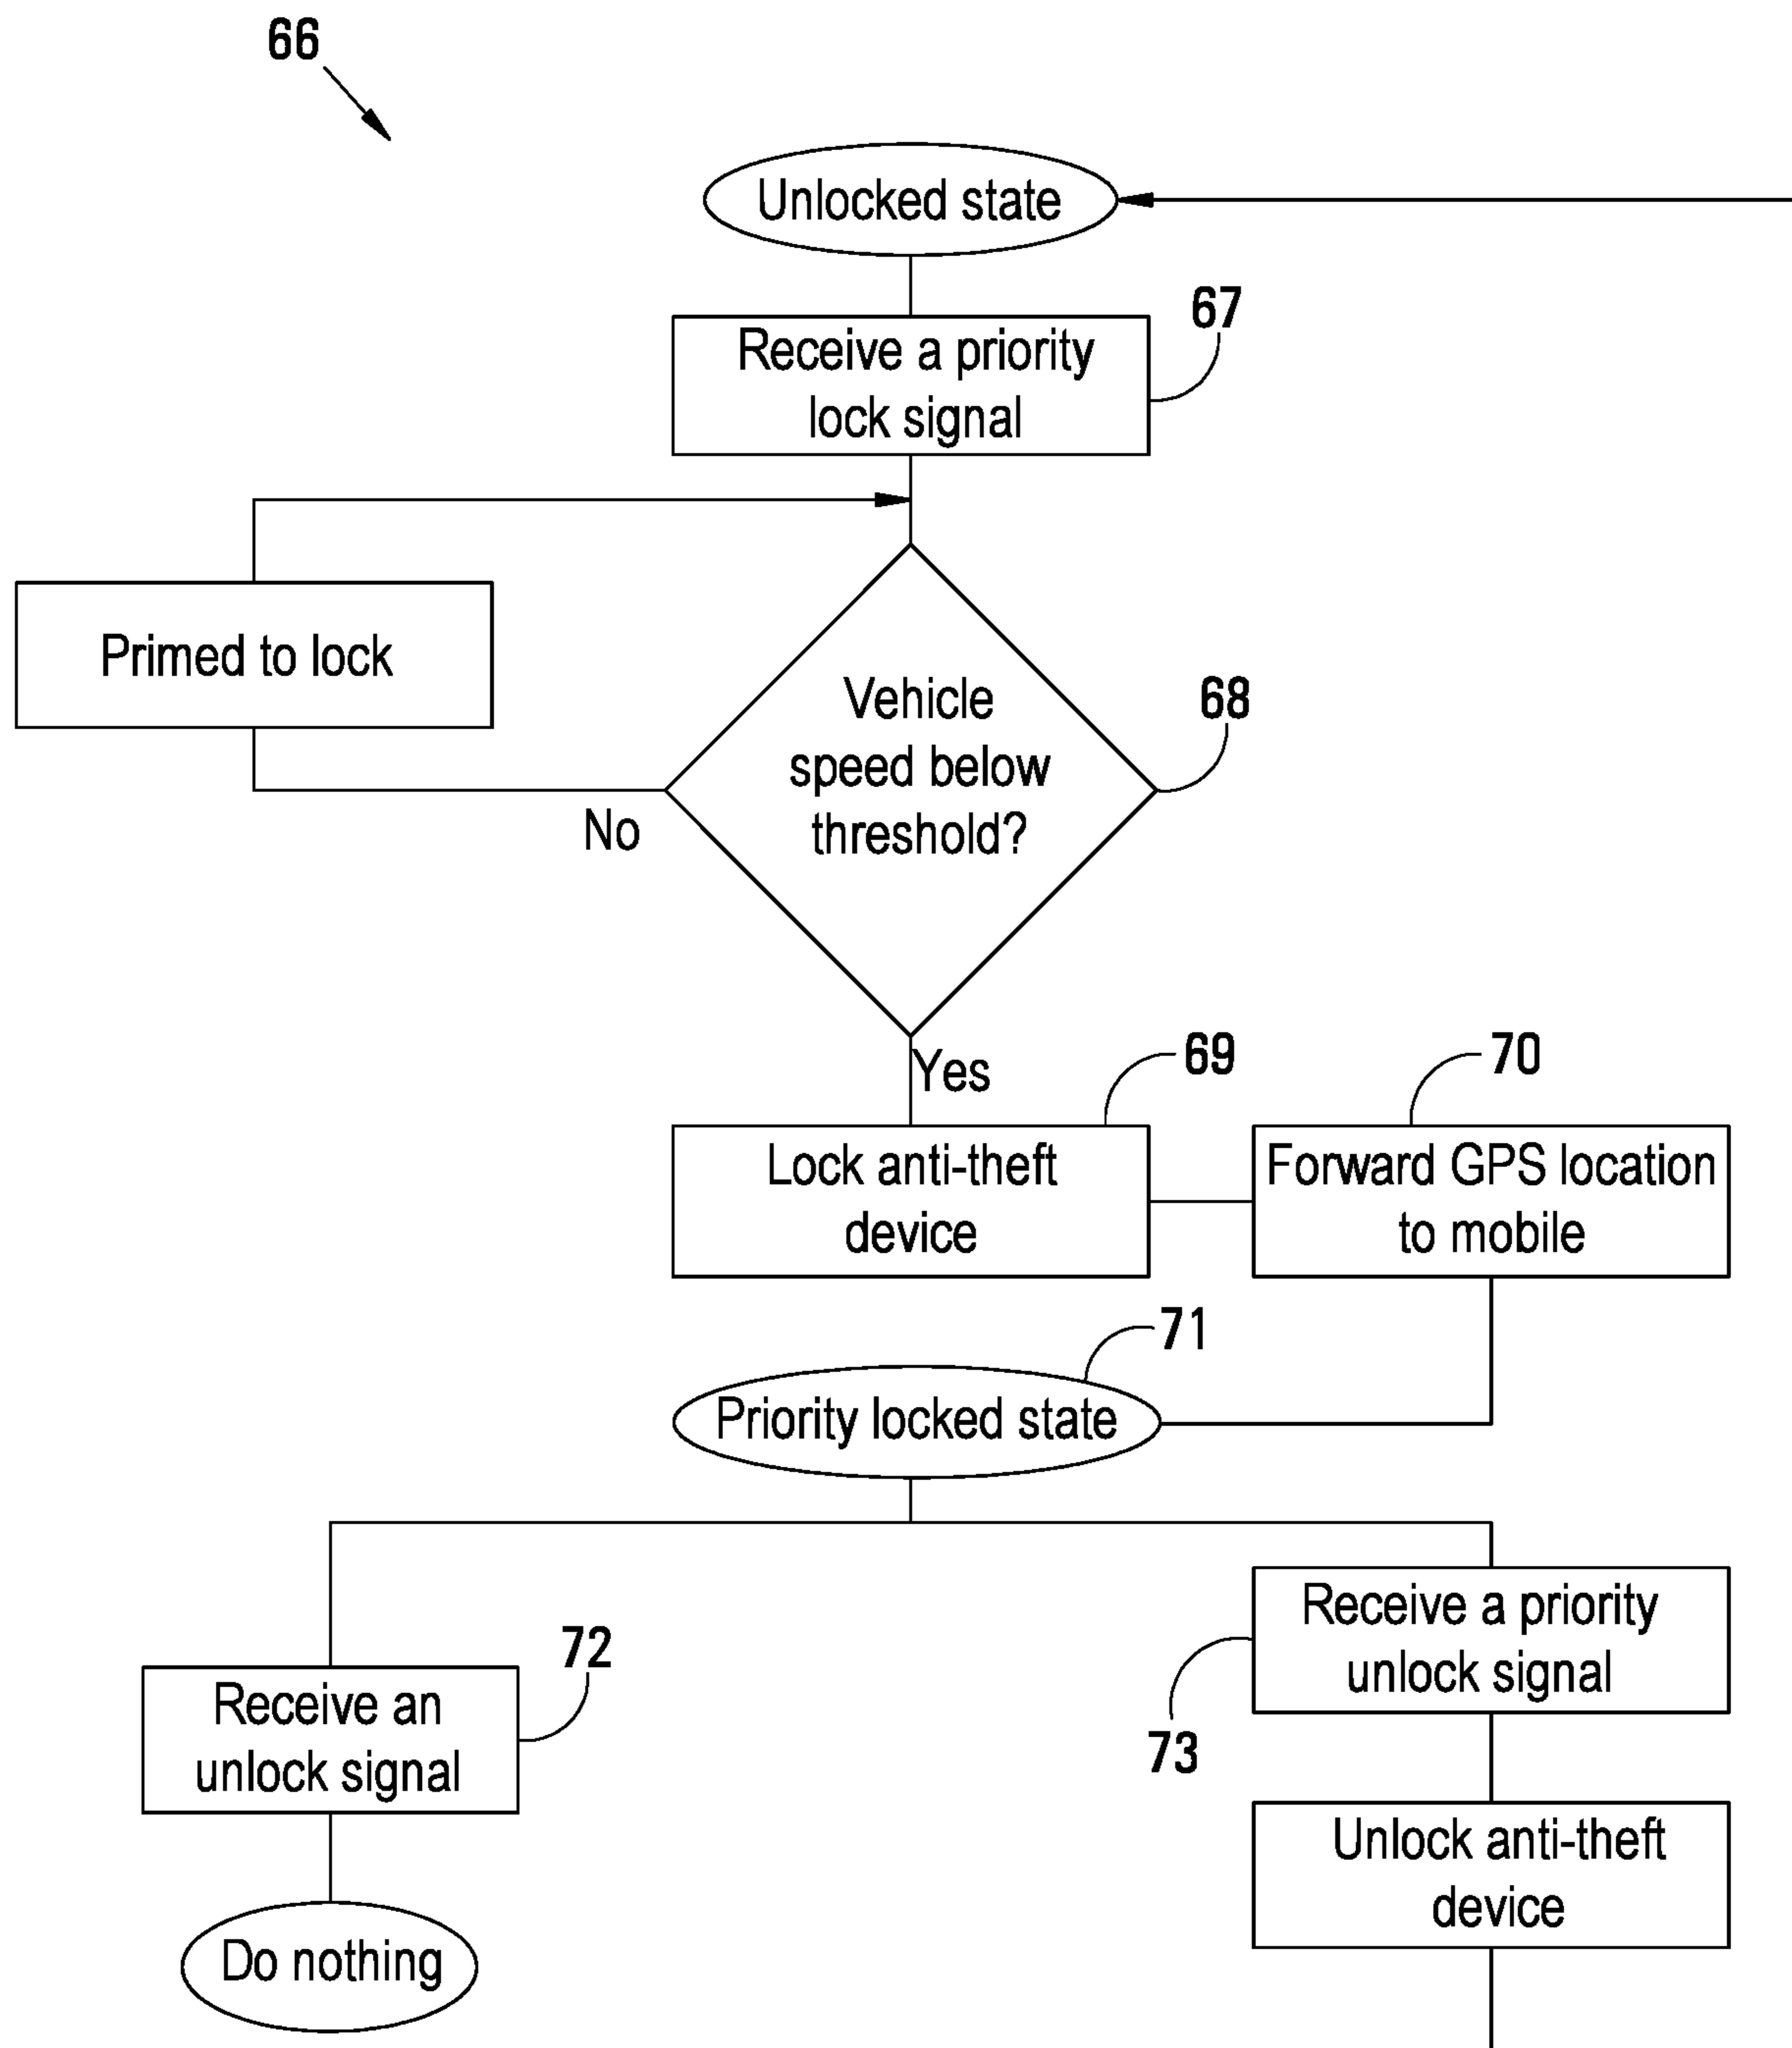 66
Unlocked state
67
Receive a priority
lock signal
Primed to lock
Vehicle
speed below
threshold?
68
No
Yes
69
70
Lock anti-theft
device
Forward GPS location
to mobile
71
Priority locked state
72
Receive an
unlock signal
Receive a priority
unlock signal
73
Unlock anti-theft
device
Do nothing